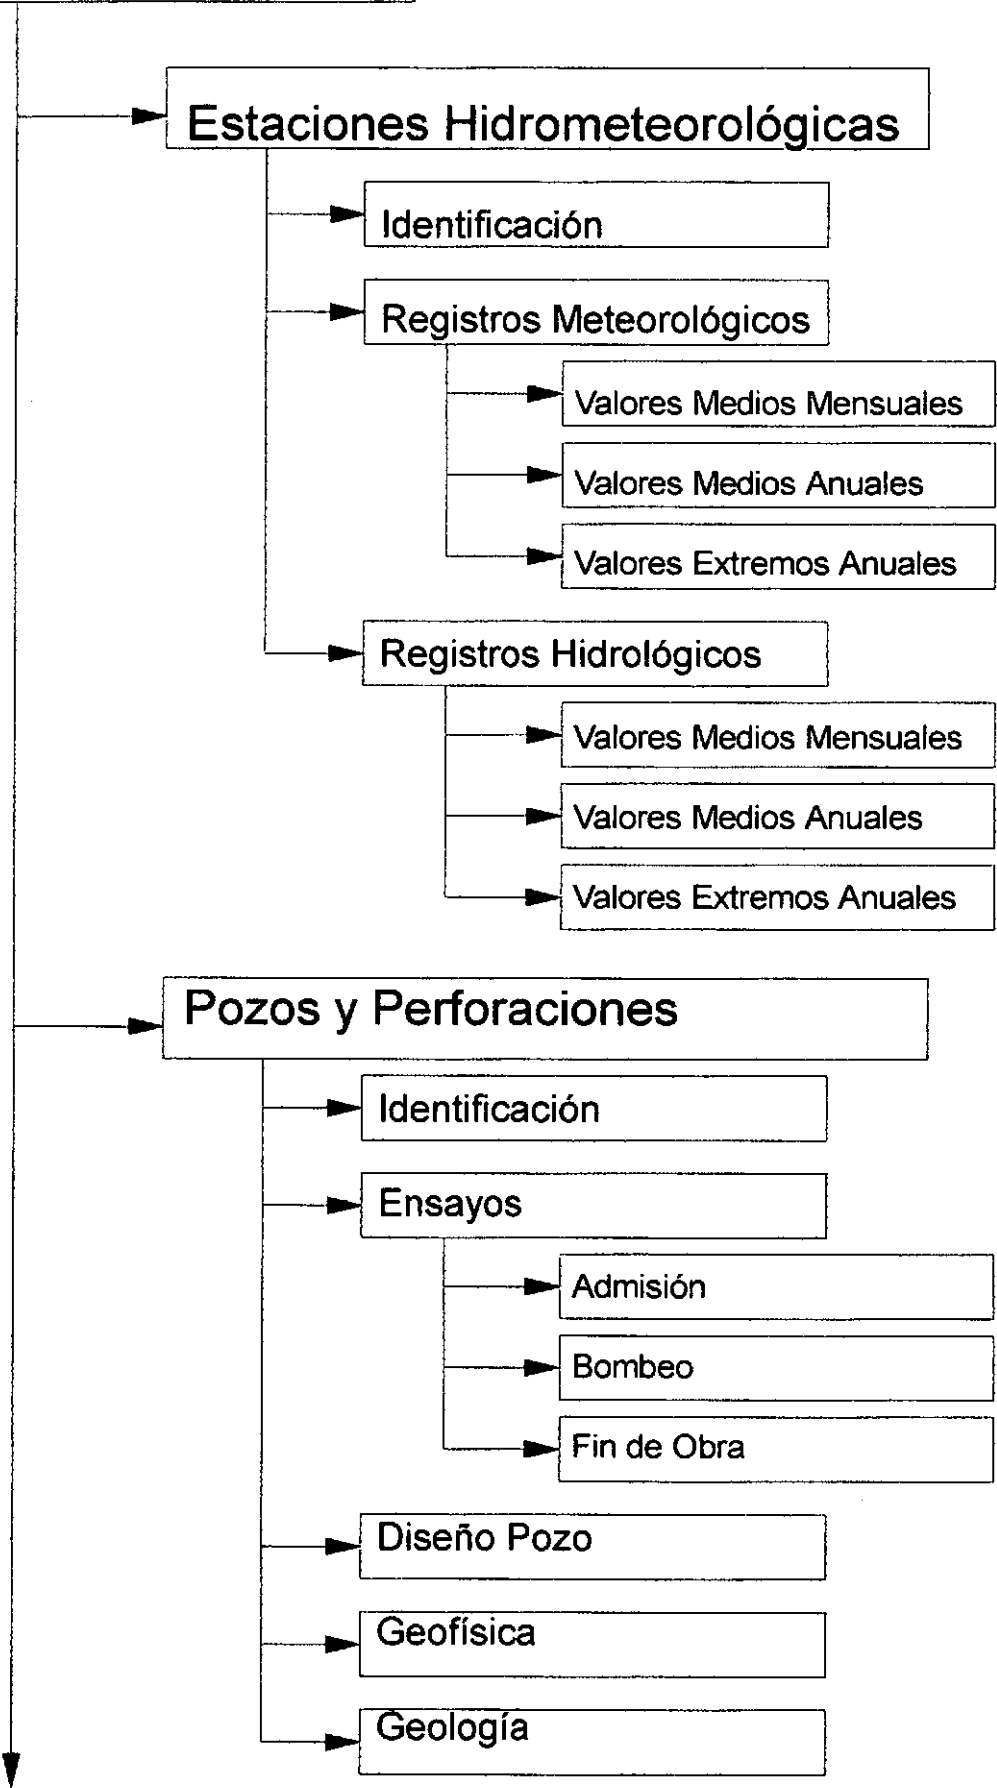 Estaciones Hidrometeorológicas
Identificación
Registros Meteorológicos
Valores Medios Mensuales
Valores Medios Anuales
Valores Extremos Anuales
Registros Hidrológicos
Valores Medios Mensuales
Valores Medios Anuales
Valores Extremos Anuales
Pozos y Perforaciones
Identificación
Ensayos
Admisión
Bombeo
Fin de Obra
Diseño Pozo
Geofísica
Geología